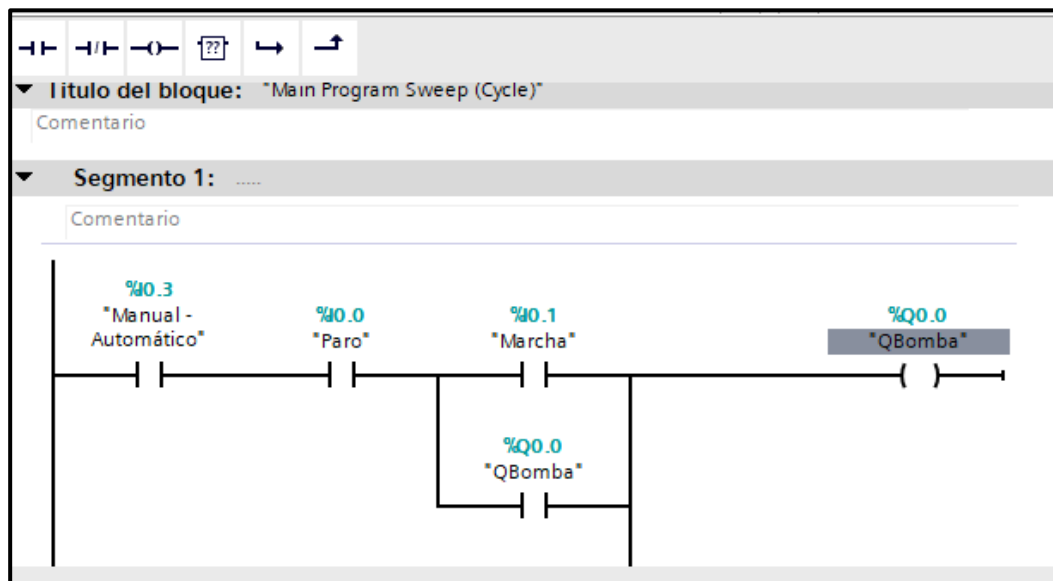 ??
Título del bloque: "Main Program Sweep (Cycle)"
Comentario
Segmento 1: .....
Comentario
%I0.3
"Manual -
Automático"
%I0.0
"Paro"
%I0.1
"Marcha"
%Q0.0
"QBomba"
%Q0.0
"QBomba"